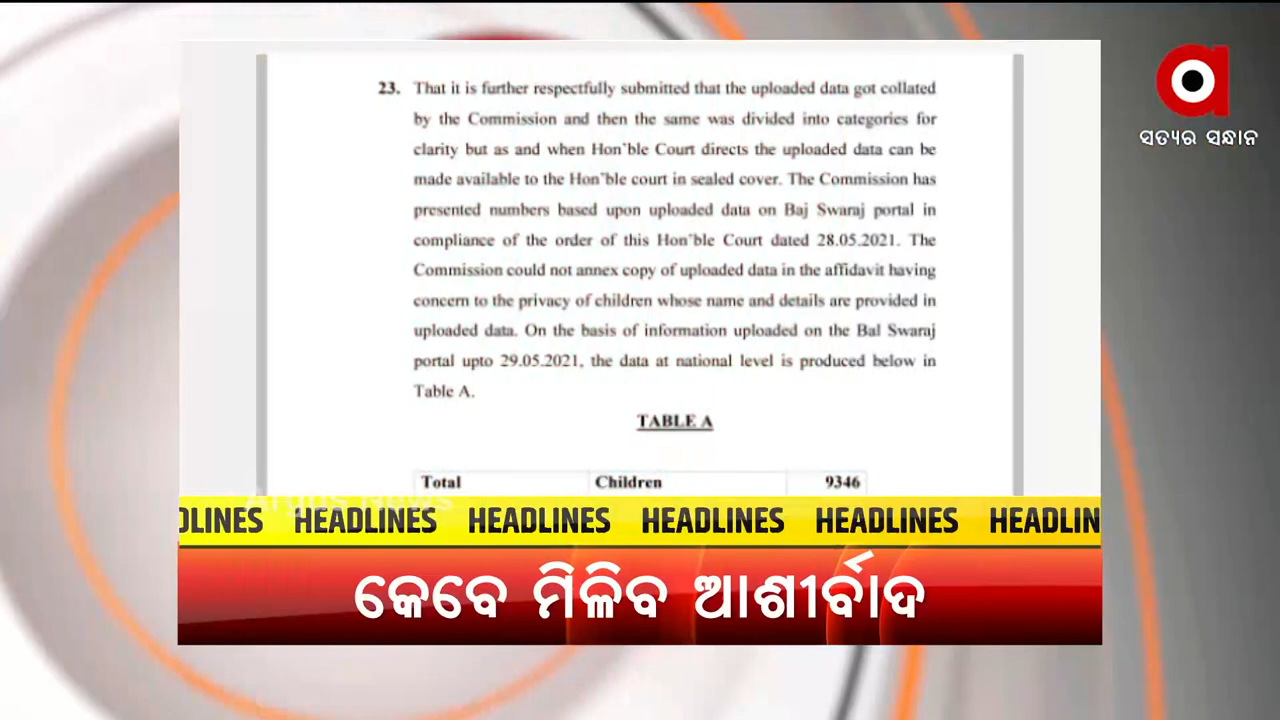 23. That it is further respectfully submitted that the uploaded data got collated
by the Commission and then the same was divided into categories for
clarity but as and when Hon`ble Court directs the uploaded data can be
made available to the Hon`ble court in sealed cover. The Commission has
presented numbers based upon uploaded data on Baj Swaraj portal in
compliance of the order of this Hon`ble Court dated 28.05.2021. The
Commission could not annex copy of uploaded data in the affidavit having
concern to the privacy of children whose name and details are provided in
uploaded data. On the basis of information uploaded on the Bal Swaraj
portal upto 29.05.2021, the data at national level is produced below in
Table A.
TABLE A
Total Children 9346
ସତ୍ୟର ସନ୍ଧାନ
Argus News
DLINES HEADLINES HEADLINES HEADLINES HEADLINES HEADLIN
କେବେ ମିଳିବ ଆଶୀର୍ବାଦ